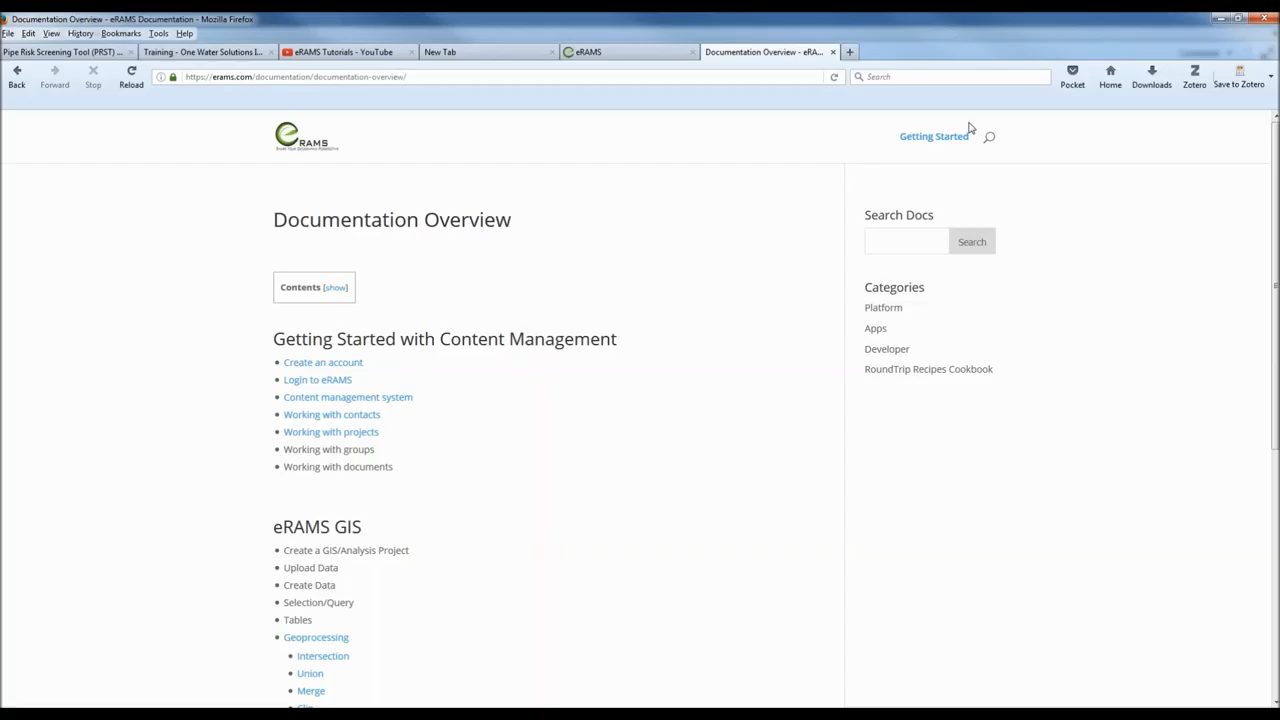 Documentation Overview - eRAMS Documentation - Mozilla Firefox
File Edit View History Bookmarks Tools Help
Pipe Risk Screening Tool (PRST) ... Training - One Water Solutions I... eRAMS Tutorials - YouTube New Tab eRAMS Documentation Overview - eRA...
Back Forward Stop Reload https://erams.com/documentation/documentation-overview/ Search Pocket Home Downloads Zotero Save to Zotero
eRAMS
Getting Started
Documentation Overview
Search Docs
Search
Contents [show]
Categories
Platform
Apps
Developer
RoundTrip Recipes Cookbook
Getting Started with Content Management
Create an account
Login to eRAMS
Content management system
Working with contacts
Working with projects
Working with groups
Working with documents
eRAMS GIS
Create a GIS/Analysis Project
Upload Data
Create Data
Selection/Query
Tables
Geoprocessing
Intersection
Union
Merge